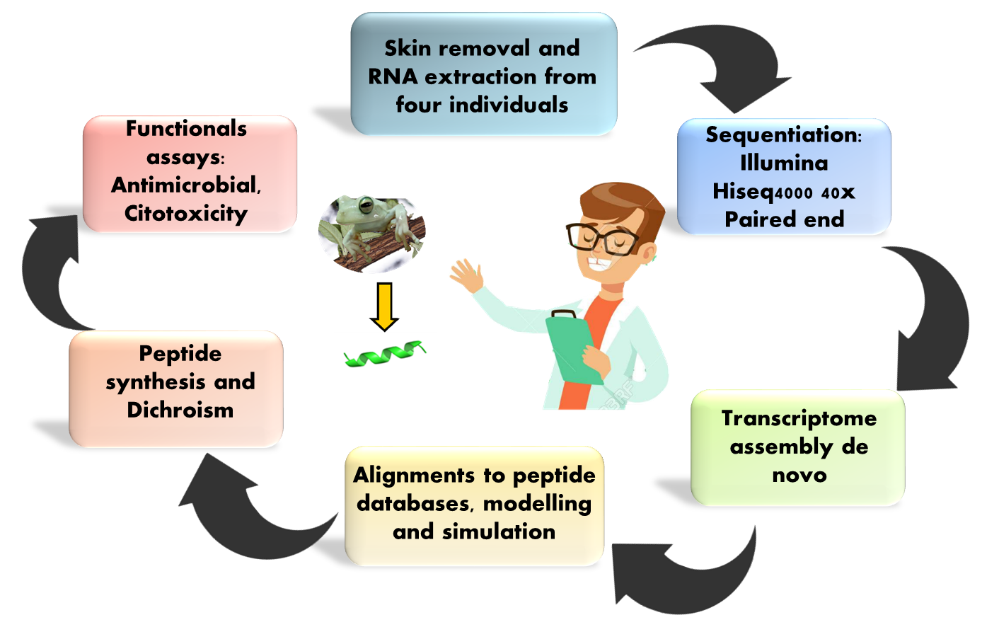 Skin removal and
RNA extraction from
four individuals
Sequentiation:
Illumina
Hiseq4000 40x
Paired end
Transcriptome
assembly de
novo
Alignments to peptide
databases, modelling
and simulation
Peptide
synthesis and
Dichroism
Functionals
assays:
Antimicrobial,
Citotoxicity